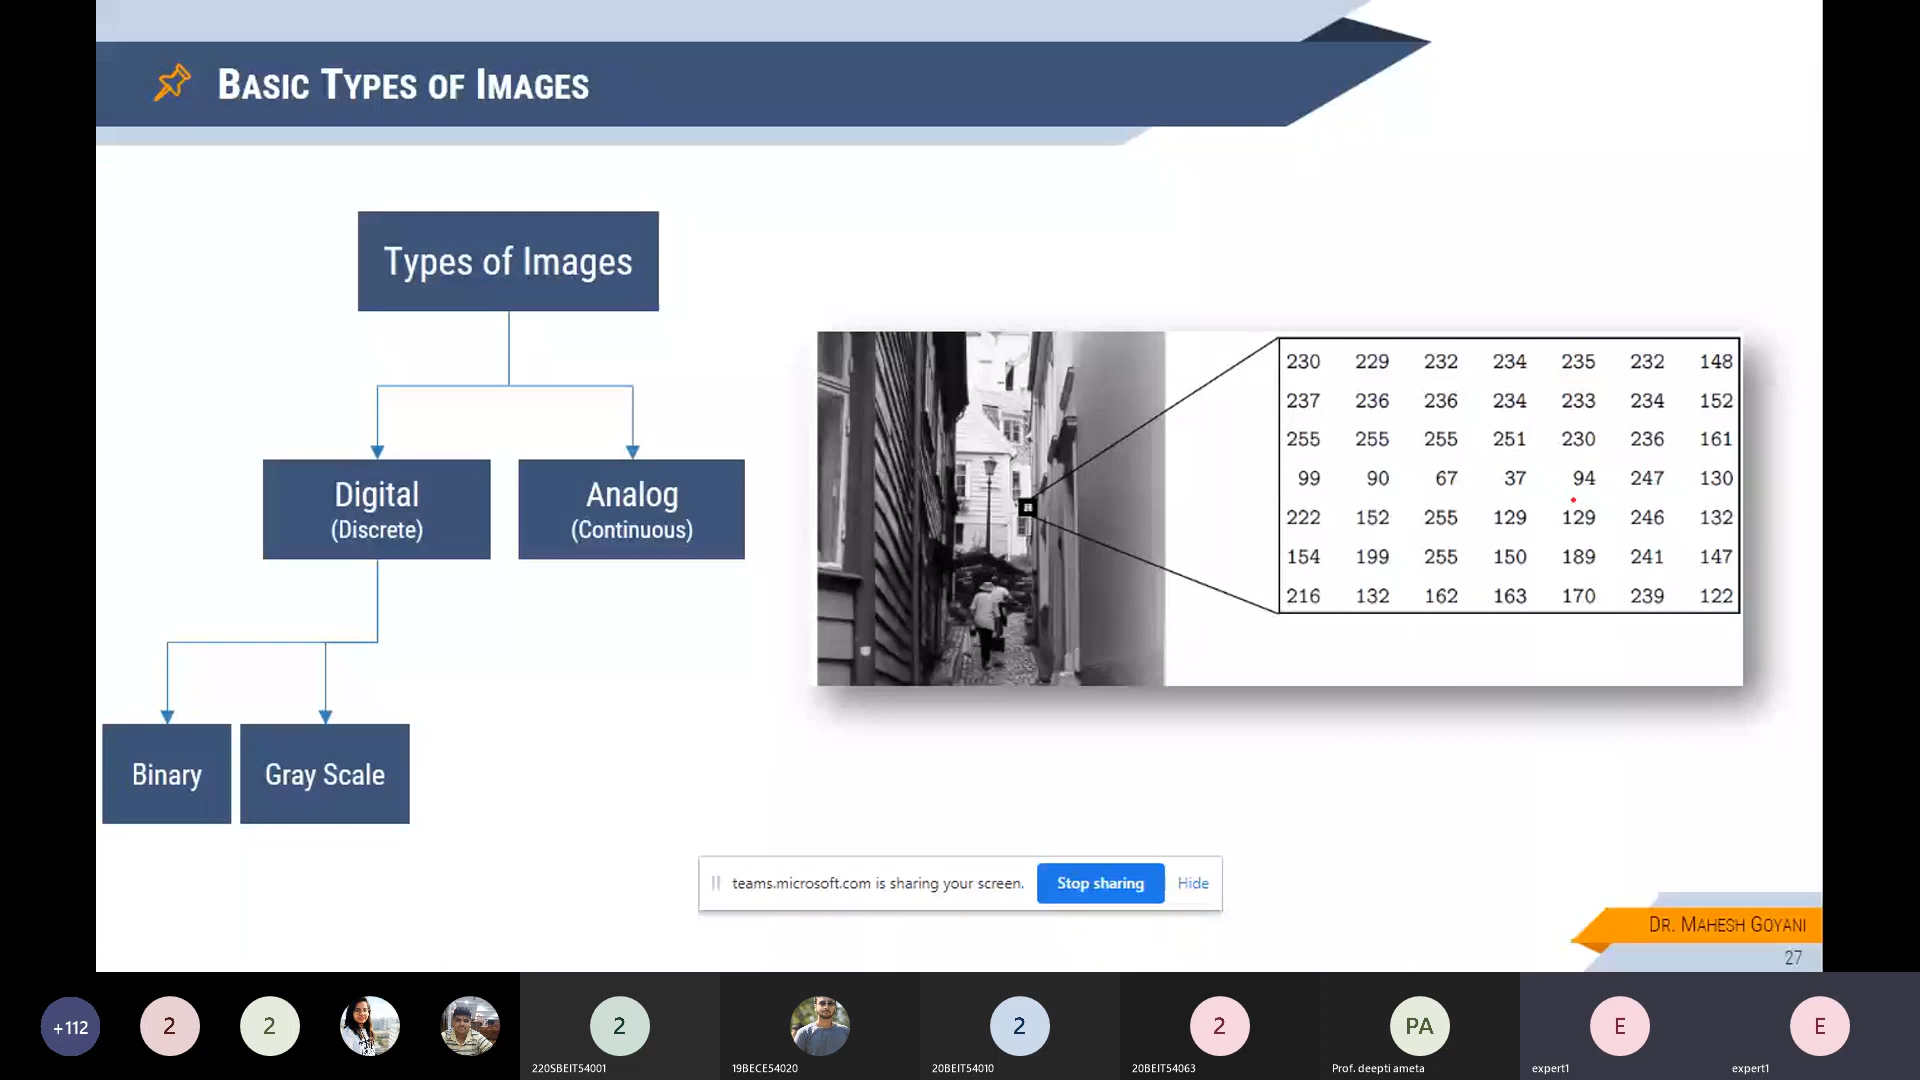 BASIC TYPES OF IMAGES
Types of Images
Digital
(Discrete)
Analog
(Continuous)
Binary
Gray Scale
230 229 232 234 235 232 148
237 236 236 234 233 234 152
255 255 255 251 230 236 161
99 90 67 37 94 247 130
222 152 255 129 129 246 132
154 199 255 150 189 241 147
216 132 162 163 170 239 122
teams.microsoft.com is sharing your screen. Stop sharing Hide
DR. MAHESH GOYANI
27
+112 2 2 2 2 2 PA E E
220SBEIT54001 19BECE54020 20BEIT54010 20BEIT54063 Prof. deepti ameta expert1 expert1